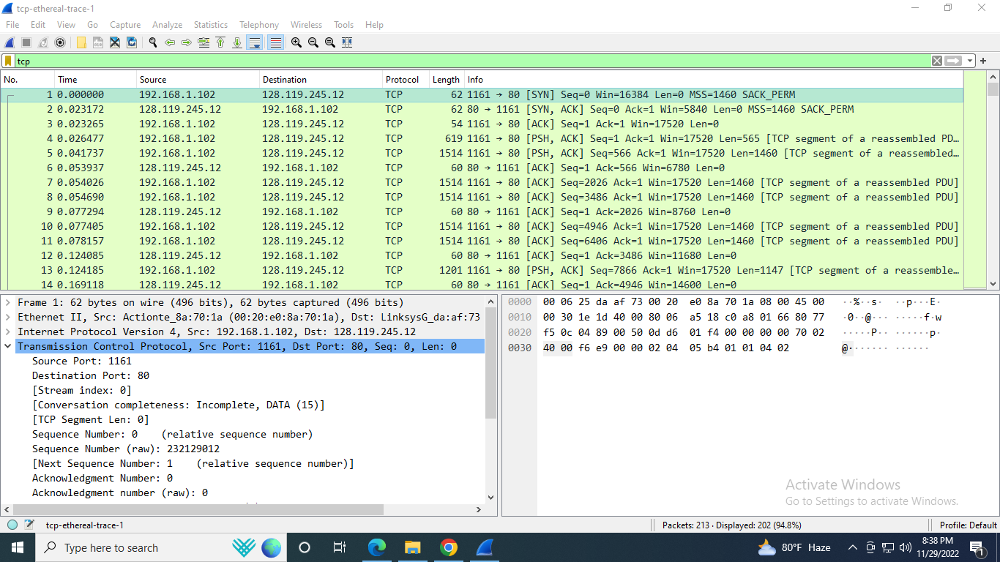 tcp-ethereal-trace-1
File Edit View Go Capture Analyze Statistics Telephony Wireless Tools Help
tcp
No. Time Source Destination Protocol Length Info
1 0.000000 192.168.1.102 128.119.245.12 TCP 62 1161 → 80 [SYN] Seq=0 Win=16384 Len=0 MSS=1460 SACK_PERM
2 0.023172 128.119.245.12 192.168.1.102 TCP 62 80 → 1161 [SYN, ACK] Seq=0 Ack=1 Win=5840 Len=0 MSS=1460 SACK_PERM
3 0.023265 192.168.1.102 128.119.245.12 TCP 54 1161 → 80 [ACK] Seq=1 Ack=1 Win=17520 Len=0
4 0.026477 192.168.1.102 128.119.245.12 TCP 619 1161 → 80 [PSH, ACK] Seq=1 Ack=1 Win=17520 Len=565 [TCP segment of a reassembled PD…
5 0.041737 192.168.1.102 128.119.245.12 TCP 1514 1161 → 80 [PSH, ACK] Seq=566 Ack=1 Win=17520 Len=1460 [TCP segment of a reassembled…
6 0.053937 128.119.245.12 192.168.1.102 TCP 60 80 → 1161 [ACK] Seq=1 Ack=566 Win=6780 Len=0
7 0.054026 192.168.1.102 128.119.245.12 TCP 1514 1161 → 80 [ACK] Seq=2026 Ack=1 Win=17520 Len=1460 [TCP segment of a reassembled PDU]
8 0.054690 192.168.1.102 128.119.245.12 TCP 1514 1161 → 80 [ACK] Seq=3486 Ack=1 Win=17520 Len=1460 [TCP segment of a reassembled PDU]
9 0.077294 128.119.245.12 192.168.1.102 TCP 60 80 → 1161 [ACK] Seq=1 Ack=2026 Win=8760 Len=0
10 0.077405 192.168.1.102 128.119.245.12 TCP 1514 1161 → 80 [ACK] Seq=4946 Ack=1 Win=17520 Len=1460 [TCP segment of a reassembled PDU]
11 0.078157 192.168.1.102 128.119.245.12 TCP 1514 1161 → 80 [ACK] Seq=6406 Ack=1 Win=17520 Len=1460 [TCP segment of a reassembled PDU]
12 0.124085 128.119.245.12 192.168.1.102 TCP 60 80 → 1161 [ACK] Seq=1 Ack=3486 Win=11680 Len=0
13 0.124185 192.168.1.102 128.119.245.12 TCP 1201 1161 → 80 [PSH, ACK] Seq=7866 Ack=1 Win=17520 Len=1147 [TCP segment of a reassemble…
14 0.169118 128.119.245.12 192.168.1.102 TCP 60 80 → 1161 [ACK] Seq=1 Ack=4946 Win=14600 Len=0
Frame 1: 62 bytes on wire (496 bits), 62 bytes captured (496 bits)
Ethernet II, Src: Actionte_8a:70:1a (00:20:e0:8a:70:1a), Dst: LinksysG_da:af:73
Internet Protocol Version 4, Src: 192.168.1.102, Dst: 128.119.245.12
Transmission Control Protocol, Src Port: 1161, Dst Port: 80, Seq: 0, Len: 0
Source Port: 1161
Destination Port: 80
[Stream index: 0]
[Conversation completeness: Incomplete, DATA (15)]
[TCP Segment Len: 0]
Sequence Number: 0 (relative sequence number)
Sequence Number (raw): 232129012
[Next Sequence Number: 1 (relative sequence number)]
Acknowledgment Number: 0
Acknowledgment number (raw): 0
0000 00 06 25 da af 73 00 20 e0 8a 70 1a 08 00 45 00 ··%··s· ··p···E·
0010 00 30 1e 1d 40 00 80 06 a5 18 c0 a8 01 66 80 77 ·0··@··· ·····f·w
0020 f5 0c 04 89 00 50 0d d6 01 f4 00 00 00 00 70 02 ·····P·· ······p·
0030 40 00 f6 e9 00 00 02 04 05 b4 01 01 04 02 @······· ······
Activate Windows
Go to Settings to activate Windows.
tcp-ethereal-trace-1 Packets: 213 · Displayed: 202 (94.8%) Profile: Default
Type here to search 80°F Haze 8:38 PM
11/29/2022 1